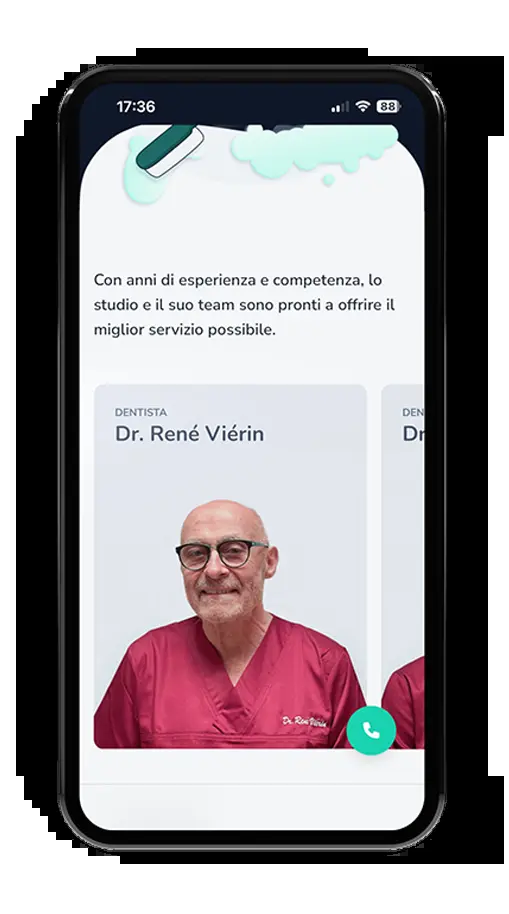 17:36
88
Con anni di esperienza e competenza, lo
studio e il suo team sono pronti a offrire il
miglior servizio possibile.
DENTISTA
Dr. René Viérin
DEN
Dr
Dr. René Viérin